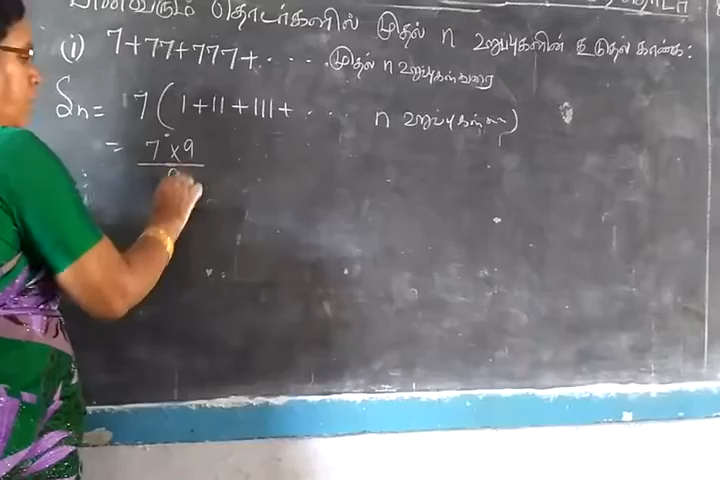 பின்வரும் தொடர்களின் முதல் n உறுப்புகளின் கூடுதல் காண்க:
(i) 7+77+777+ . . . . முதல் n உறுப்புகள் வரை
Sn = 7 ( 1+11+111+ . . . n உறுப்புகள் )
= 7×9
9